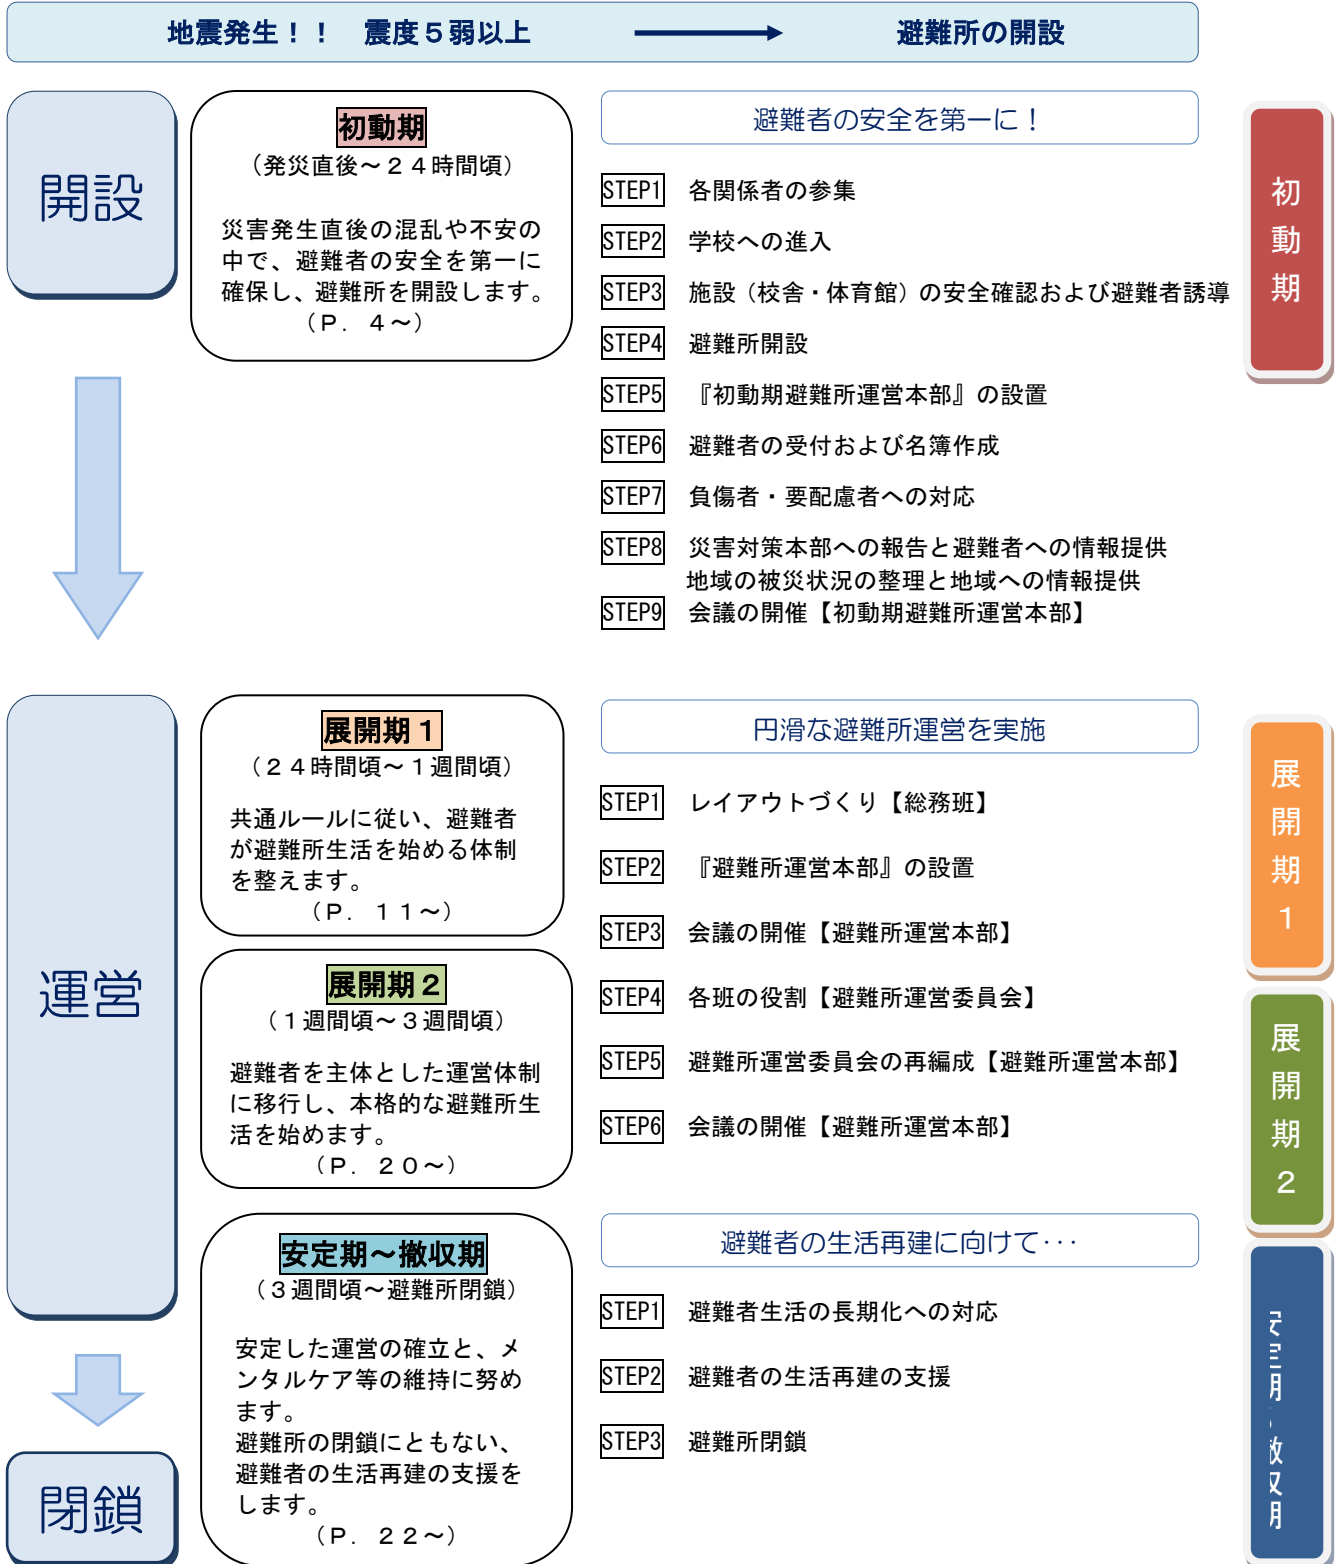 地震発生！！　震度５弱以上　避難所の開設
開設
初動期
（発災直後～２４時間頃）
災害発生直後の混乱や不安の
中で、避難者の安全を第一に
確保し、避難所を開設します。
（Ｐ．４～）
避難者の安全を第一に！
STEP1　各関係者の参集
STEP2　学校への進入
STEP3　施設（校舎・体育館）の安全確認および避難者誘導
STEP4　避難所開設
STEP5　『初動期避難所運営本部』の設置
STEP6　避難者の受付および名簿作成
STEP7　負傷者・要配慮者への対応
STEP8　災害対策本部への報告と避難者への情報提供
地域の被災状況の整理と地域への情報提供
STEP9　会議の開催【初動期避難所運営本部】
初動期
運営
展開期１
（２４時間頃～１週間頃）
共通ルールに従い、避難者
が避難所生活を始める体制
を整えます。
（Ｐ．１１～）
展開期２
（１週間頃～３週間頃）
避難者を主体とした運営体制
に移行し、本格的な避難所生
活を始めます。
（Ｐ．２０～）
円滑な避難所運営を実施
STEP1　レイアウトづくり【総務班】
STEP2　『避難所運営本部』の設置
STEP3　会議の開催【避難所運営本部】
STEP4　各班の役割【避難所運営委員会】
STEP5　避難所運営委員会の再編成【避難所運営本部】
STEP6　会議の開催【避難所運営本部】
展開期１
展開期２
安定期～撤収期
（３週間頃～避難所閉鎖）
安定した運営の確立と、メ
ンタルケア等の維持に努め
ます。
避難所の閉鎖にともない、
避難者の生活再建の支援を
します。
（Ｐ．２２～）
避難者の生活再建に向けて･･･
STEP1　避難者生活の長期化への対応
STEP2　避難者の生活再建の支援
STEP3　避難所閉鎖
安定期～撤収期
閉鎖